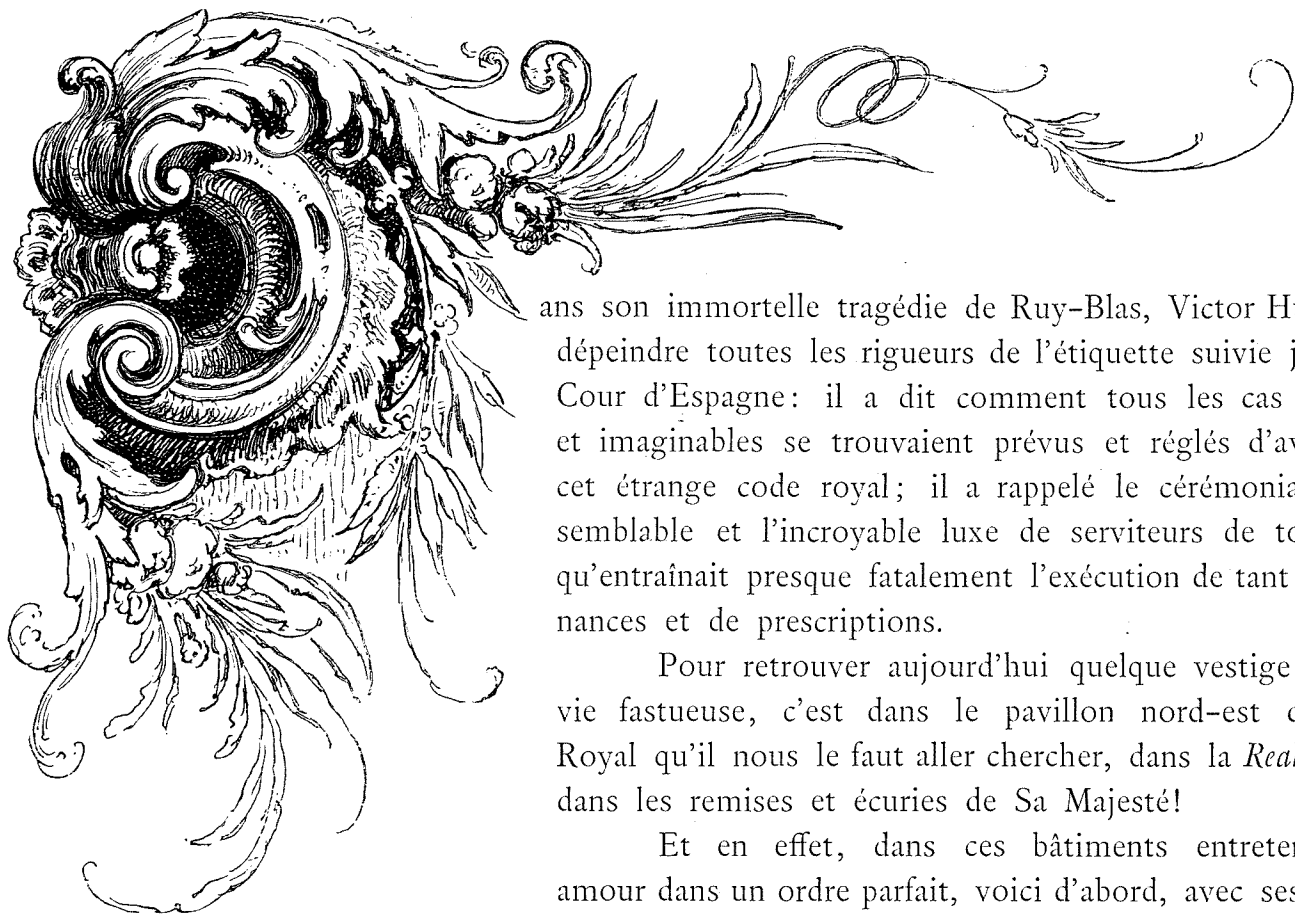 ans son immortelle tragédie de Ruy-Blas, Victor
dépeindre toutes les rigueurs de l'étiquette suivie
Cour d'Espagne: il a dit comment tous les cas
et imaginables se trouvaient prévus et réglés
cet étrange code royal; il a rappelé le
semblable et l'incroyable luxe de serviteurs de
qu'entraînait presque fatalement l'exécution de tant
nances et de prescriptions.
Pour retrouver aujourd'hui quelque vestige
vie fastueuse, c'est dans le pavillon nord-est
Royal qu'il nous le faut aller chercher, dans la
dans les remises et écuries de Sa Majesté!
Et en effet, dans ces bâtiments
amour dans un ordre parfait, voici d'abord, avec ses